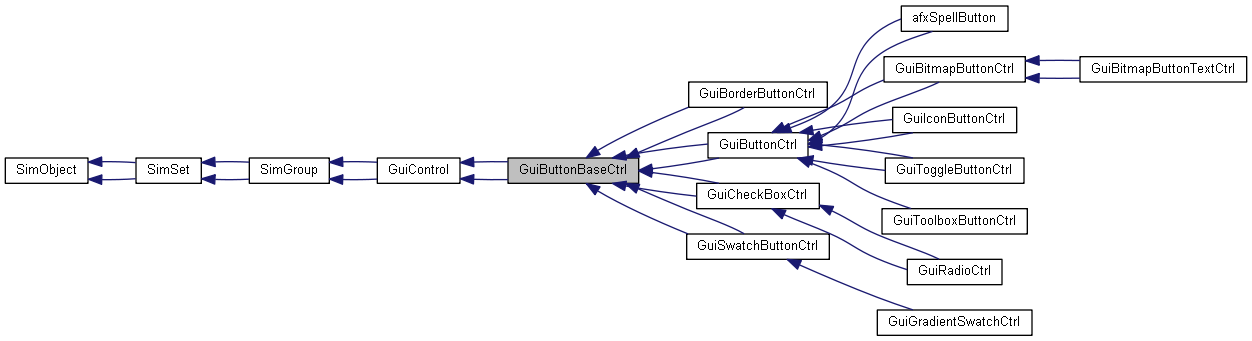 SimObject
SimSet
SimGroup
GuiControl
GuiButtonBaseCtrl
GuiBorderButtonCtrl
GuiButtonCtrl
GuiCheckBoxCtrl
GuiSwatchButtonCtrl
afxSpellButton
GuiBitmapButtonCtrl
GuiIconButtonCtrl
GuiToggleButtonCtrl
GuiToolboxButtonCtrl
GuiRadioCtrl
GuiGradientSwatchCtrl
GuiBitmapButtonTextCtrl